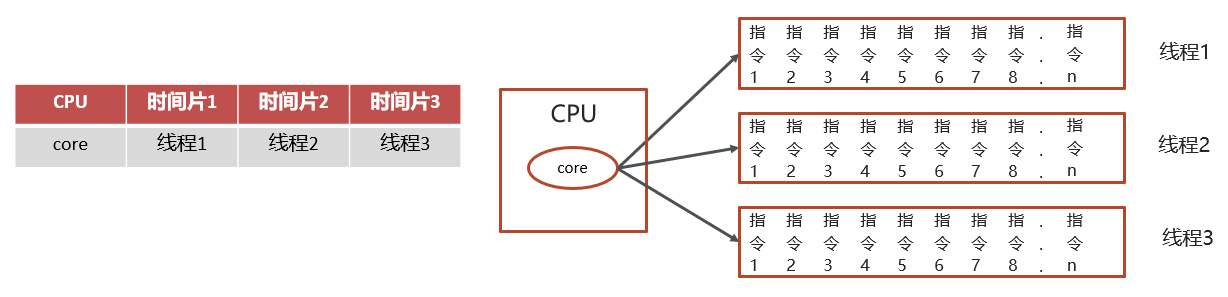 CPU 时间片1 时间片2 时间片3
core 线程1 线程2 线程3
CPU
core
指 指 指 指 指 指 指 指 . 指
令 令 令 令 令 令 令 令 . 令
1 2 3 4 5 6 7 8 . n
线程1
指 指 指 指 指 指 指 指 . 指
令 令 令 令 令 令 令 令 . 令
1 2 3 4 5 6 7 8 . n
线程2
指 指 指 指 指 指 指 指 . 指
令 令 令 令 令 令 令 令 . 令
1 2 3 4 5 6 7 8 . n
线程3